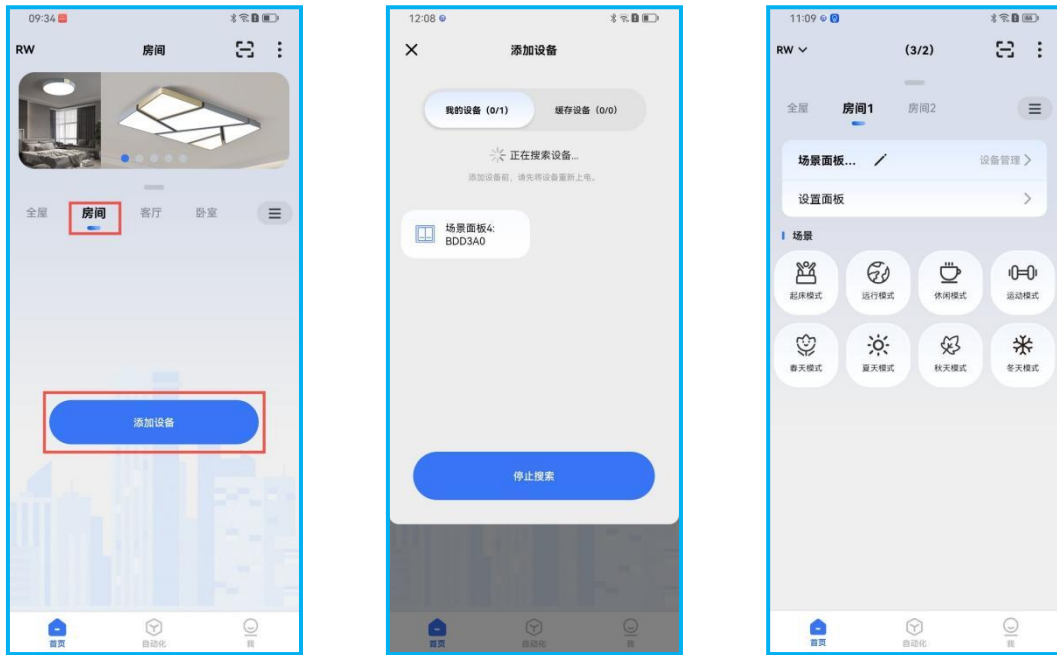 09:34
RW 房间
全屋 房间 客厅 卧室
添加设备
首页 自动化 我
12:08
添加设备
我的设备（0/1） 缓存设备（0/0）
正在搜索设备...
添加设备前，请先将设备重新上电。
场景面板4:
BDD3A0
停止搜索
首页 自动化 我
11:09
RW (3/2)
全屋 房间1 房间2
场景面板... 设备管理
设置面板
场景
起床模式 运行模式 休闲模式 运动模式
春天模式 夏天模式 秋天模式 冬天模式
首页 自动化 我